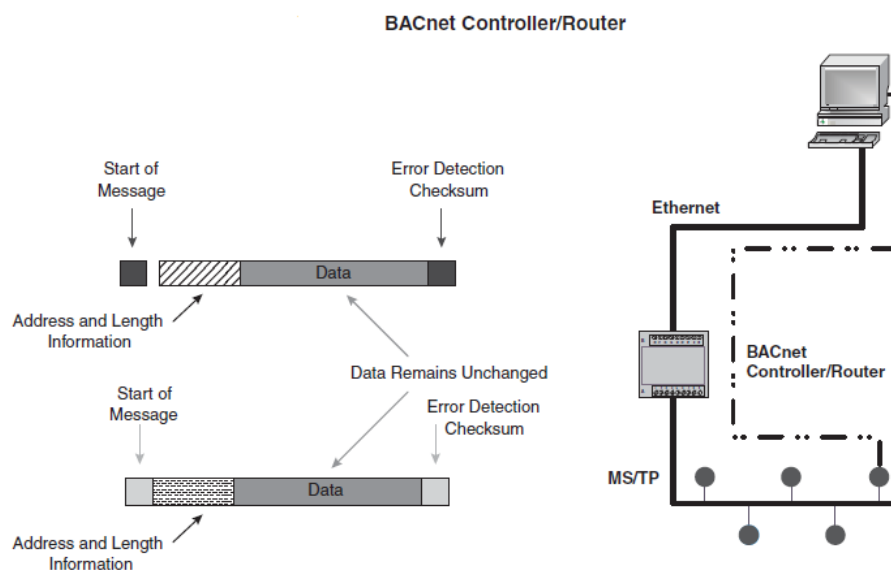 BACnet Controller/Router
Start of
Message
Error Detection
Checksum
Data
Address and Length
Information
Data Remains Unchanged
Start of
Message
Error Detection
Checksum
Data
Address and Length
Information
Ethernet
BACnet
Controller/Router
MS/TP